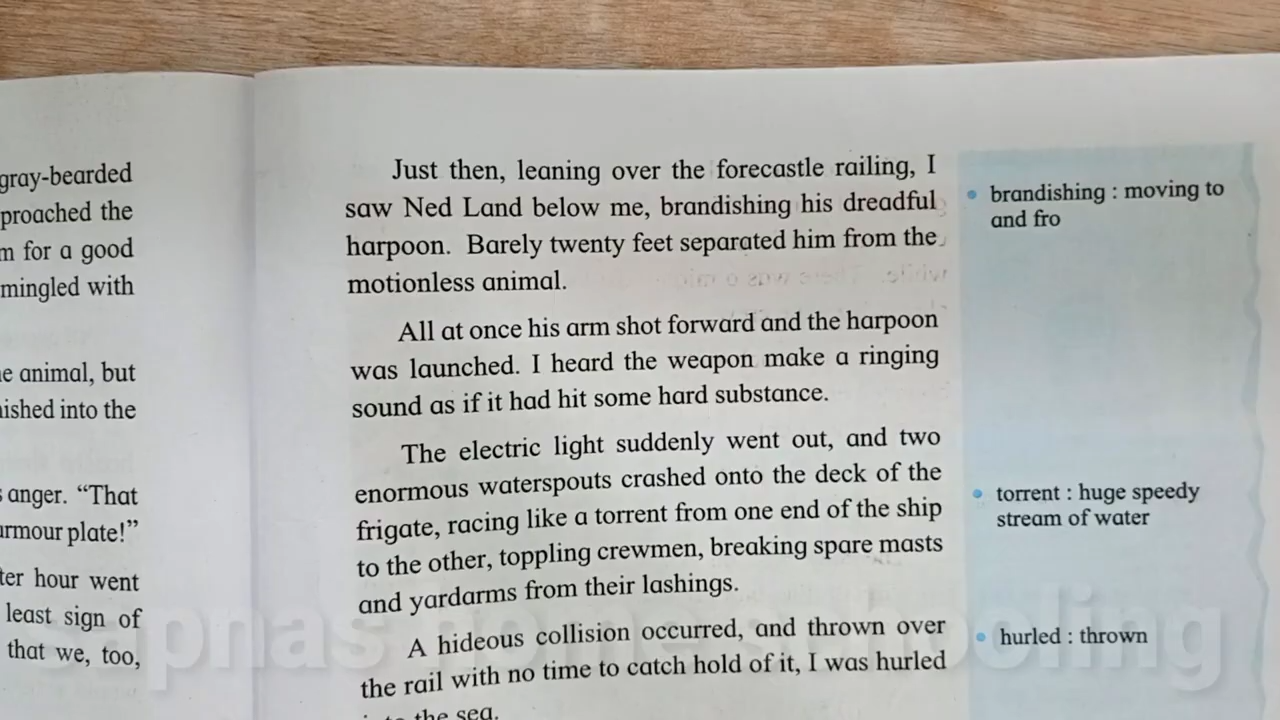 gray-bearded
proached the
m for a good
mingled with
e animal, but
ished into the
anger. “That
armour plate!”
ter hour went
least sign of
that we, too,
Just then, leaning over the forecastle railing, I
saw Ned Land below me, brandishing his dreadful
harpoon. Barely twenty feet separated him from the
motionless animal.
All at once his arm shot forward and the harpoon
was launched. I heard the weapon make a ringing
sound as if it had hit some hard substance.
The electric light suddenly went out, and two
enormous waterspouts crashed onto the deck of the
frigate, racing like a torrent from one end of the ship
to the other, toppling crewmen, breaking spare masts
and yardarms from their lashings.
A hideous collision occurred, and thrown over
the rail with no time to catch hold of it, I was hurled
the sea.
• brandishing : moving to
and fro
• torrent : huge speedy
stream of water
• hurled : thrown
sapnas home schooling